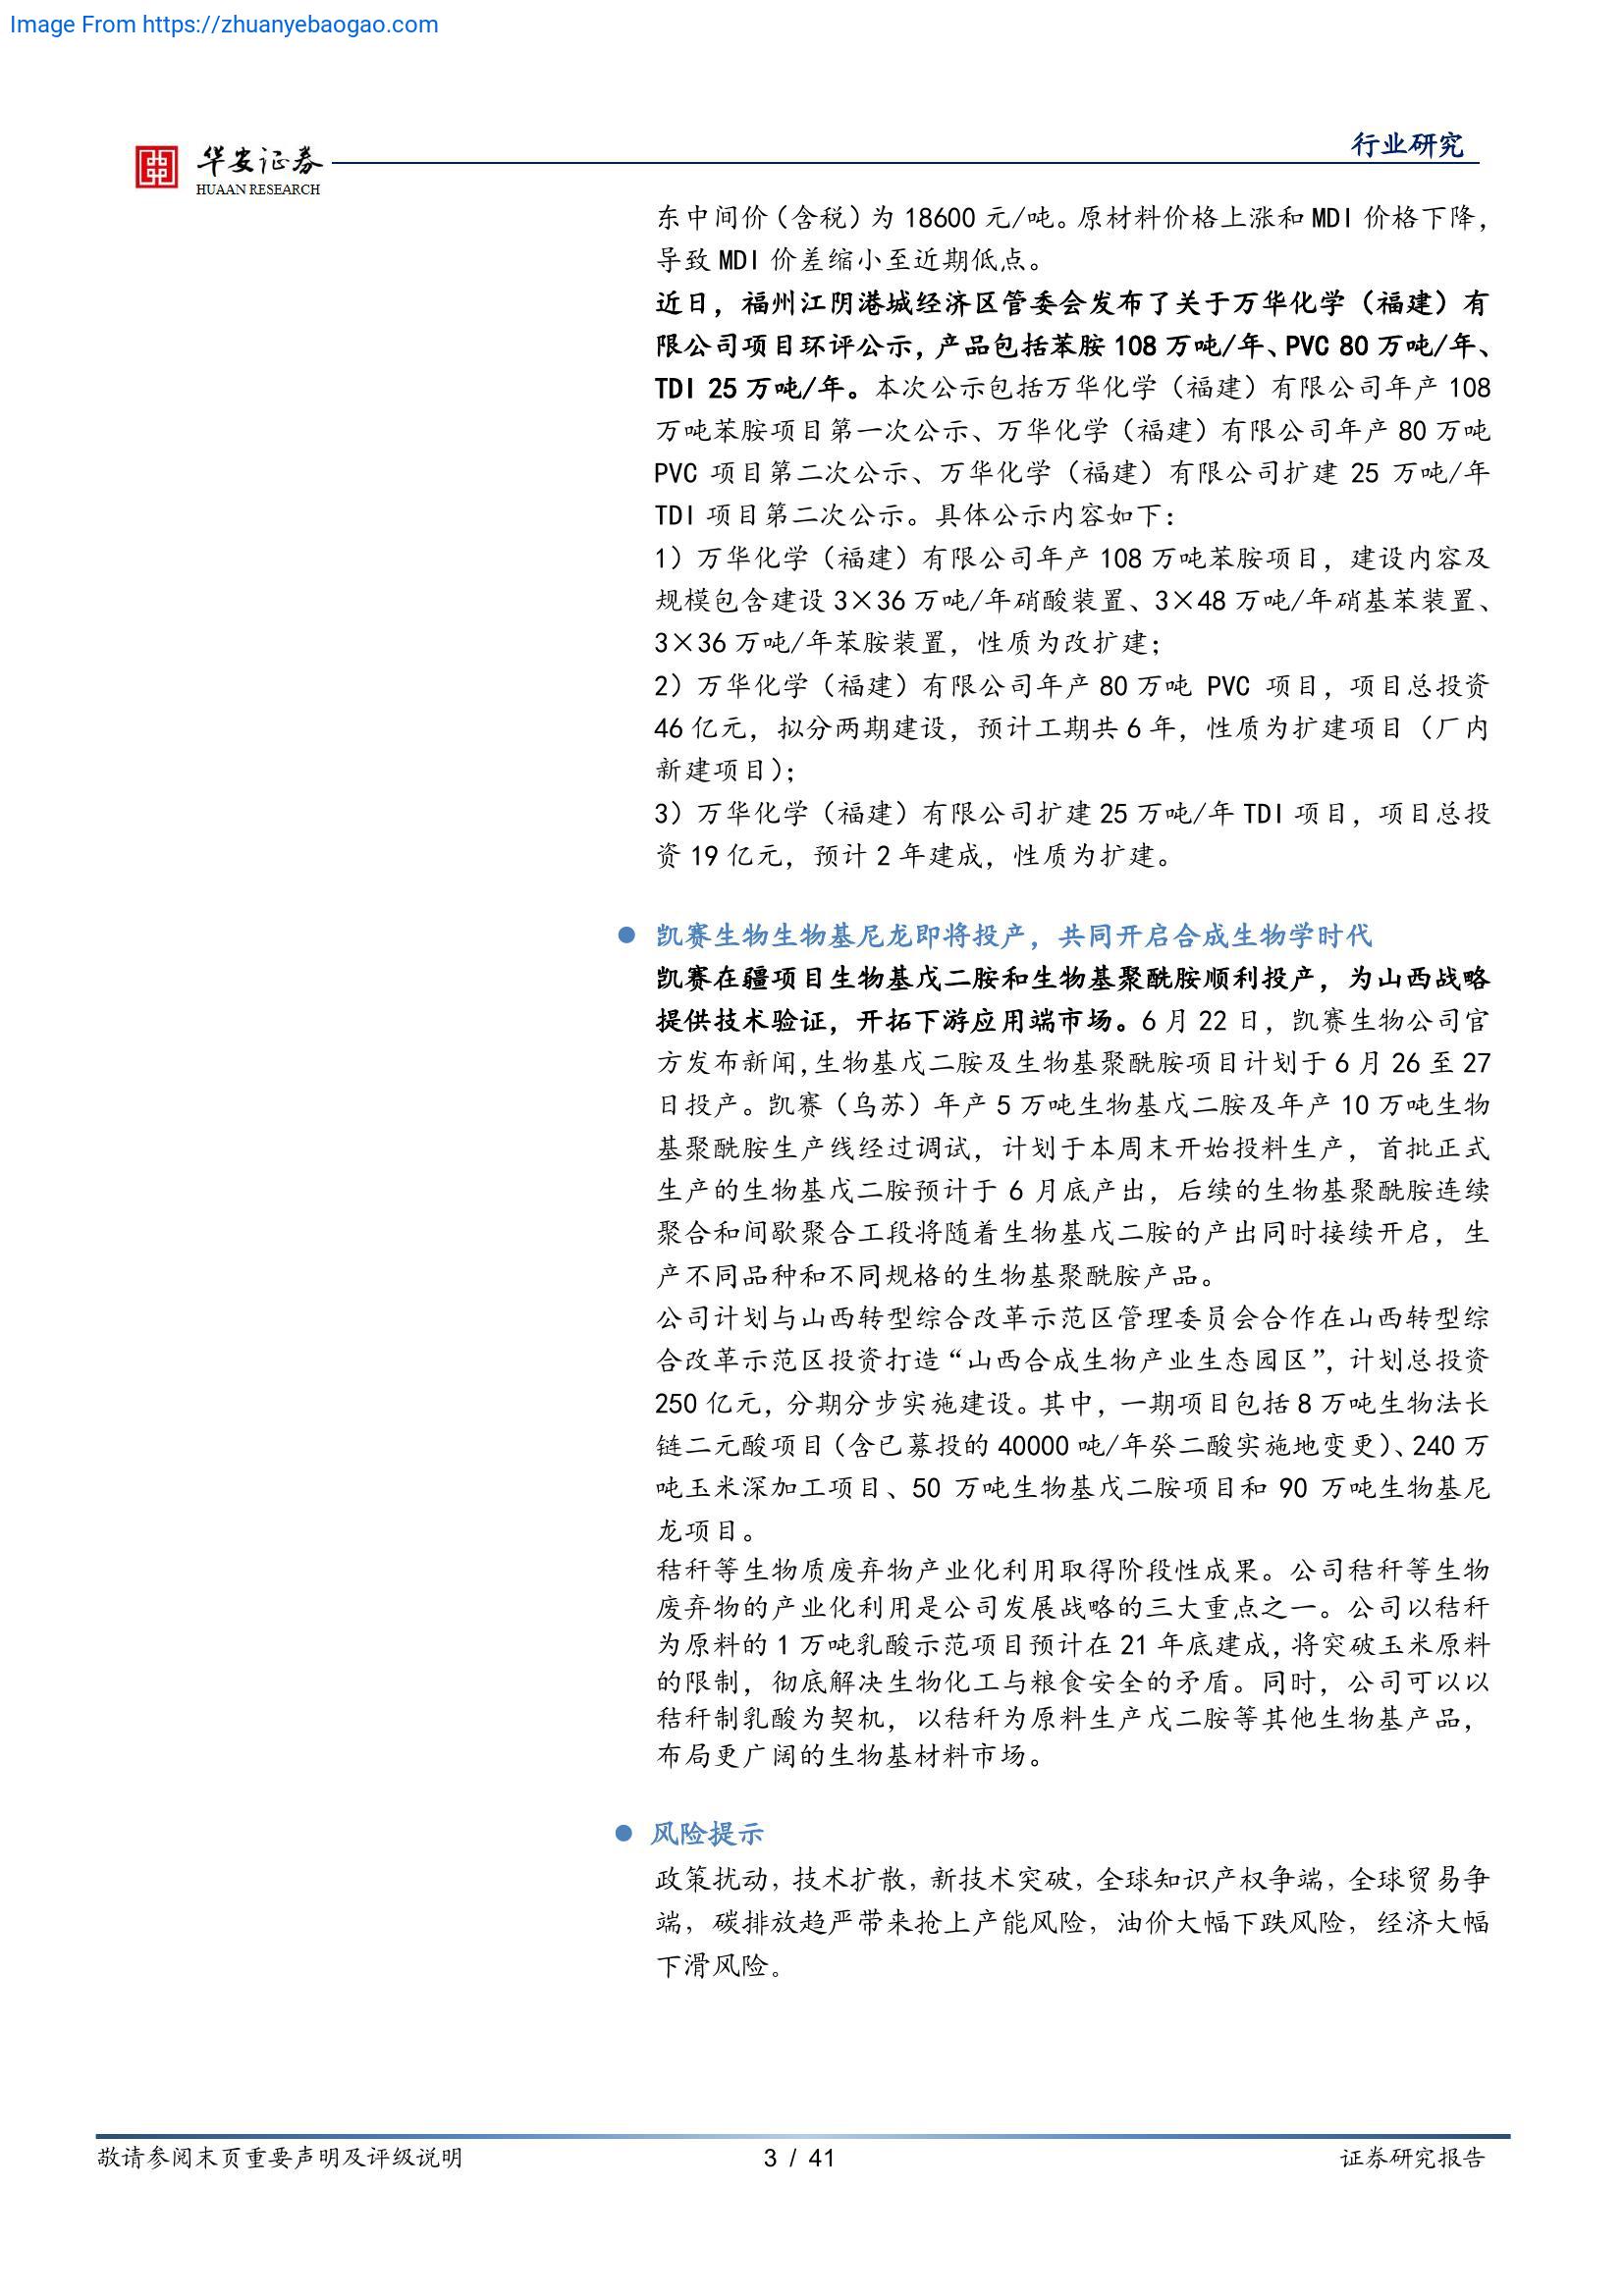 Image From https://zhuanyebaogao.com
行业研究
华安证券
HUAAN RESEARCH
东中间价（含税）为 18600 元/吨。原材料价格上涨和 MDI 价格下降，
导致 MDI 价差缩小至近期低点。
近日，福州江阴港城经济区管委会发布了关于万华化学（福建）有
限公司项目环评公示，产品包括苯胺 108 万吨/年、PVC 80 万吨/年、
TDI 25 万吨/年。本次公示包括万华化学（福建）有限公司年产 108
万吨苯胺项目第一次公示、万华化学（福建）有限公司年产 80 万吨
PVC 项目第二次公示、万华化学（福建）有限公司扩建 25 万吨/年
TDI 项目第二次公示。具体公示内容如下：
1）万华化学（福建）有限公司年产 108 万吨苯胺项目，建设内容及
规模包含建设 3×36 万吨/年硝酸装置、3×48 万吨/年硝基苯装置、
3×36 万吨/年苯胺装置，性质为改扩建；
2）万华化学（福建）有限公司年产 80 万吨 PVC 项目，项目总投资
46 亿元，拟分两期建设，预计工期共 6 年，性质为扩建项目（厂内
新建项目）；
3）万华化学（福建）有限公司扩建 25 万吨/年 TDI 项目，项目总投
资 19 亿元，预计 2 年建成，性质为扩建。
● 凯赛生物生物基尼龙即将投产，共同开启合成生物学时代
凯赛在疆项目生物基戊二胺和生物基聚酰胺顺利投产，为山西战略
提供技术验证，开拓下游应用端市场。6 月 22 日，凯赛生物公司官
方发布新闻，生物基戊二胺及生物基聚酰胺项目计划于 6 月 26 至 27
日投产。凯赛（乌苏）年产 5 万吨生物基戊二胺及年产 10 万吨生物
基聚酰胺生产线经过调试，计划于本周末开始投料生产，首批正式
生产的生物基戊二胺预计于 6 月底产出，后续的生物基聚酰胺连续
聚合和间歇聚合工段将随着生物基戊二胺的产出同时接续开启，生
产不同品种和不同规格的生物基聚酰胺产品。
公司计划与山西转型综合改革示范区管理委员会合作在山西转型综
合改革示范区投资打造“山西合成生物产业生态园区”，计划总投资
250 亿元，分期分步实施建设。其中，一期项目包括 8 万吨生物法长
链二元酸项目（含已募投的 40000 吨/年癸二酸实施地变更）、240 万
吨玉米深加工项目、50 万吨生物基戊二胺项目和 90 万吨生物基尼
龙项目。
秸秆等生物质废弃物产业化利用取得阶段性成果。公司秸秆等生物
废弃物的产业化利用是公司发展战略的三大重点之一。公司以秸秆
为原料的 1 万吨乳酸示范项目预计在 21 年底建成，将突破玉米原料
的限制，彻底解决生物化工与粮食安全的矛盾。同时，公司可以以
秸秆制乳酸为契机，以秸秆为原料生产戊二胺等其他生物基产品，
布局更广阔的生物基材料市场。
● 风险提示
政策扰动，技术扩散，新技术突破，全球知识产权争端，全球贸易争
端，碳排放趋严带来抢上产能风险，油价大幅下跌风险，经济大幅
下滑风险。
敬请参阅末页重要声明及评级说明
3 / 41
证券研究报告